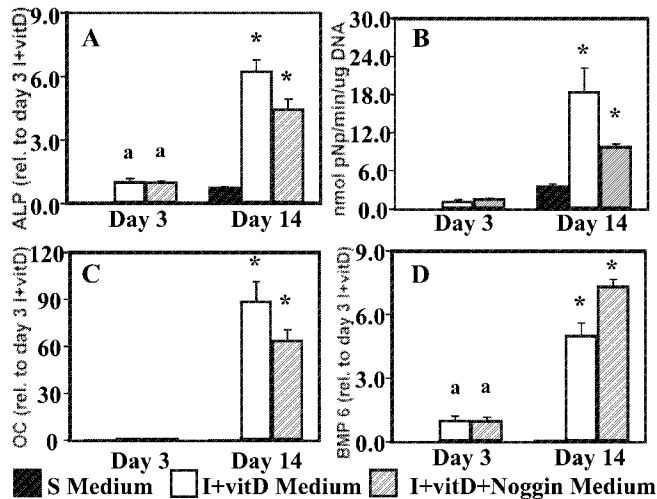 ALP (rel. to day 3 I+vitD)
9.0
6.0
3.0
0.0
A
a a
* *
Day 3 Day 14
nmol pNp/min/ug DNA
30.0
24.0
18.0
12.0
6.0
0.0
B
* *
Day 3 Day 14
OC (rel. to day 3 I+vitD)
120
90
60
30
0
C
* *
Day 3 Day 14
BMP 6 (rel. to day 3 I+vitD)
9.0
6.0
3.0
0.0
D
a a
* *
Day 3 Day 14
S Medium I+vitD Medium I+vitD+Noggin Medium